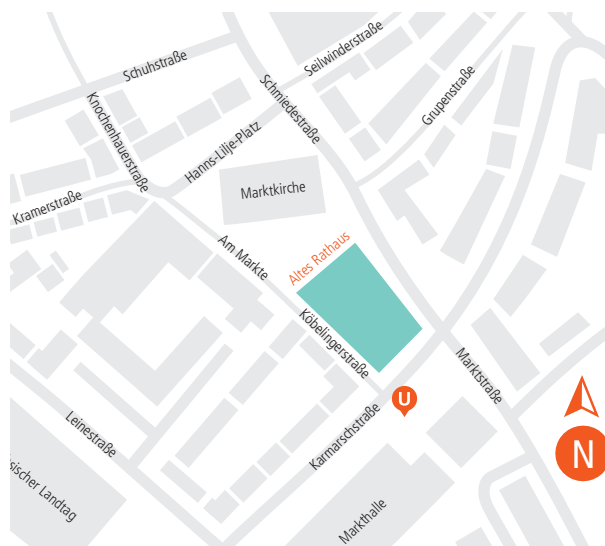 Schuhstraße
Seilwinderstraße
Schmiedestraße
Grupenstraße
Knochenhauerstraße
Hanns-Lilje-Platz
Marktkirche
Kramerstraße
Am Markte
Altes Rathaus
Köbelingerstraße
Marktstraße
U
Karmarschstraße
Leinestraße
N
sischer Landtag
Markthalle